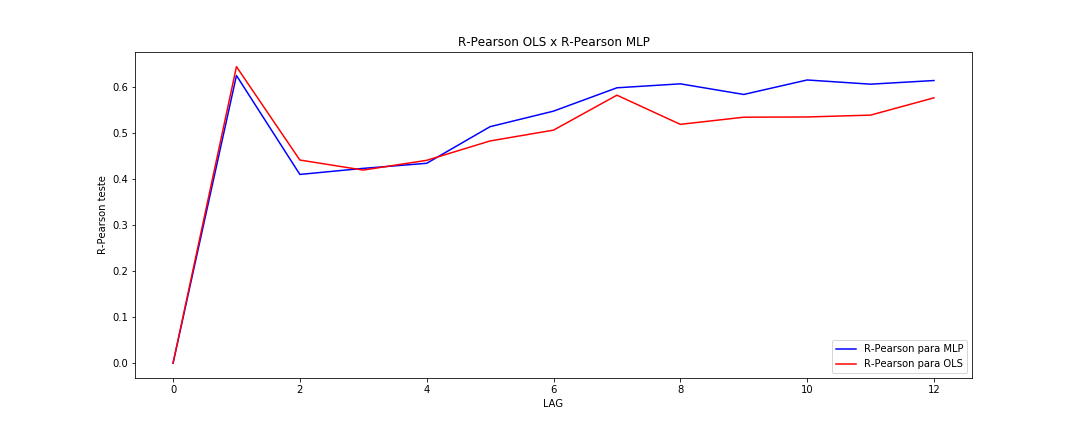 R-Pearson OLS x R-Pearson MLP
R-Pearson teste
0.6
0.5
0.4
0.3
0.2
0.1
0.0
0 2 4 6 8 10 12
LAG
R-Pearson para MLP
R-Pearson para OLS